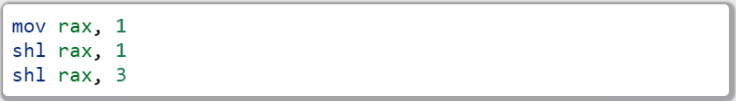 mov rax, 1
shl rax, 1
shl rax, 3